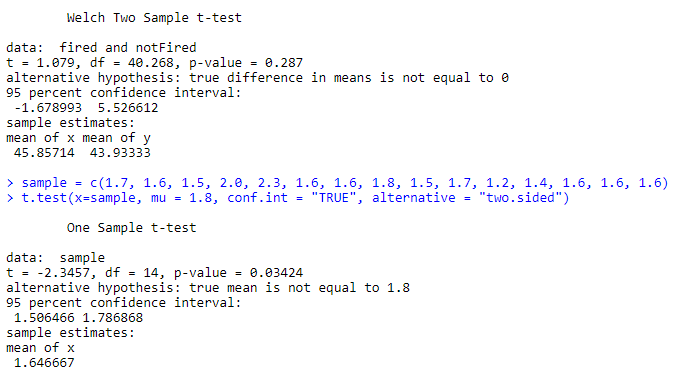 Welch Two Sample t-test
data:  fired and notFired
t = 1.079, df = 40.268, p-value = 0.287
alternative hypothesis: true difference in means is not equal to 0
95 percent confidence interval:
 -1.678993  5.526612
sample estimates:
mean of x mean of y
 45.85714  43.93333
> sample = c(1.7, 1.6, 1.5, 2.0, 2.3, 1.6, 1.6, 1.8, 1.5, 1.7, 1.2, 1.4, 1.6, 1.6, 1.6)
> t.test(x=sample, mu = 1.8, conf.int = "TRUE", alternative = "two.sided")
One Sample t-test
data:  sample
t = -2.3457, df = 14, p-value = 0.03424
alternative hypothesis: true mean is not equal to 1.8
95 percent confidence interval:
 1.506466 1.786868
sample estimates:
mean of x
 1.646667